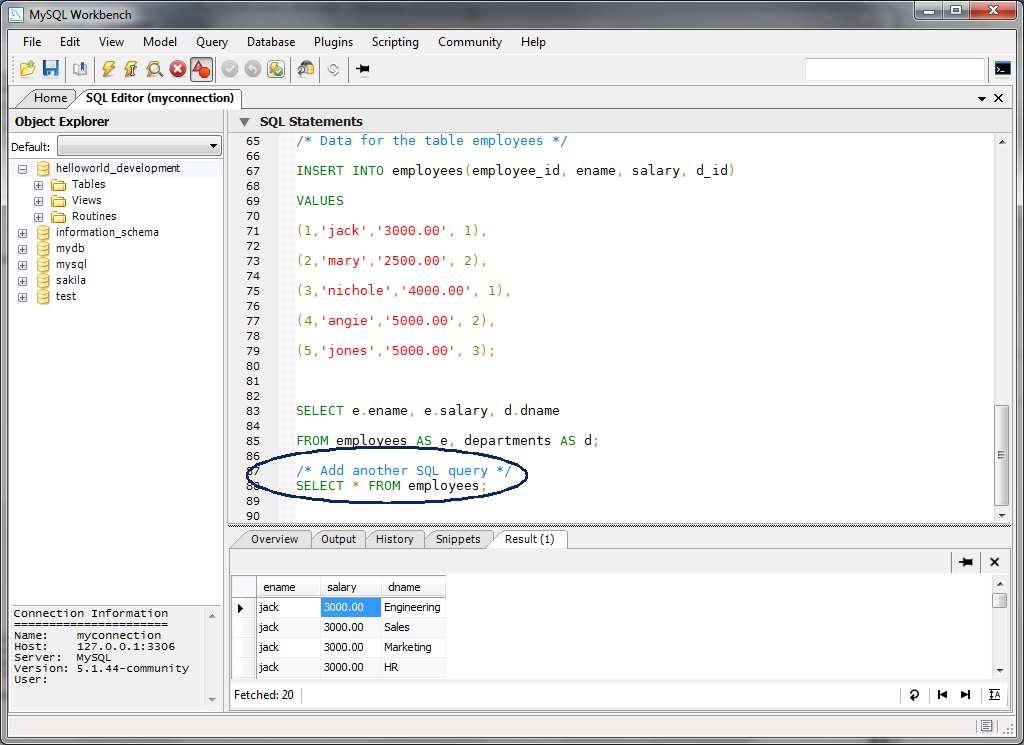 MySQL Workbench
File Edit View Model Query Database Plugins Scripting Community Help
Home SQL Editor (myconnection)
Object Explorer
Default:
helloworld_development
Tables
Views
Routines
information_schema
mydb
mysql
sakila
test
Connection Information
======================
Name: myconnection
Host: 127.0.0.1:3306
Server: MySQL
Version: 5.1.44-community
User:
SQL Statements
65 /* Data for the table employees */
66
67 INSERT INTO employees(employee_id, ename, salary, d_id)
68
69 VALUES
70
71 (1,'jack','3000.00', 1),
72
73 (2,'mary','2500.00', 2),
74
75 (3,'nichole','4000.00', 1),
76
77 (4,'angie','5000.00', 2),
78
79 (5,'jones','5000.00', 3);
80
81
82
83 SELECT e.ename, e.salary, d.dname
84
85 FROM employees AS e, departments AS d;
86
87 /* Add another SQL query */
88 SELECT * FROM employees;
89
90
Overview Output History Snippets Result (1)
ename salary dname
jack 3000.00 Engineering
jack 3000.00 Sales
jack 3000.00 Marketing
jack 3000.00 HR
Fetched: 20